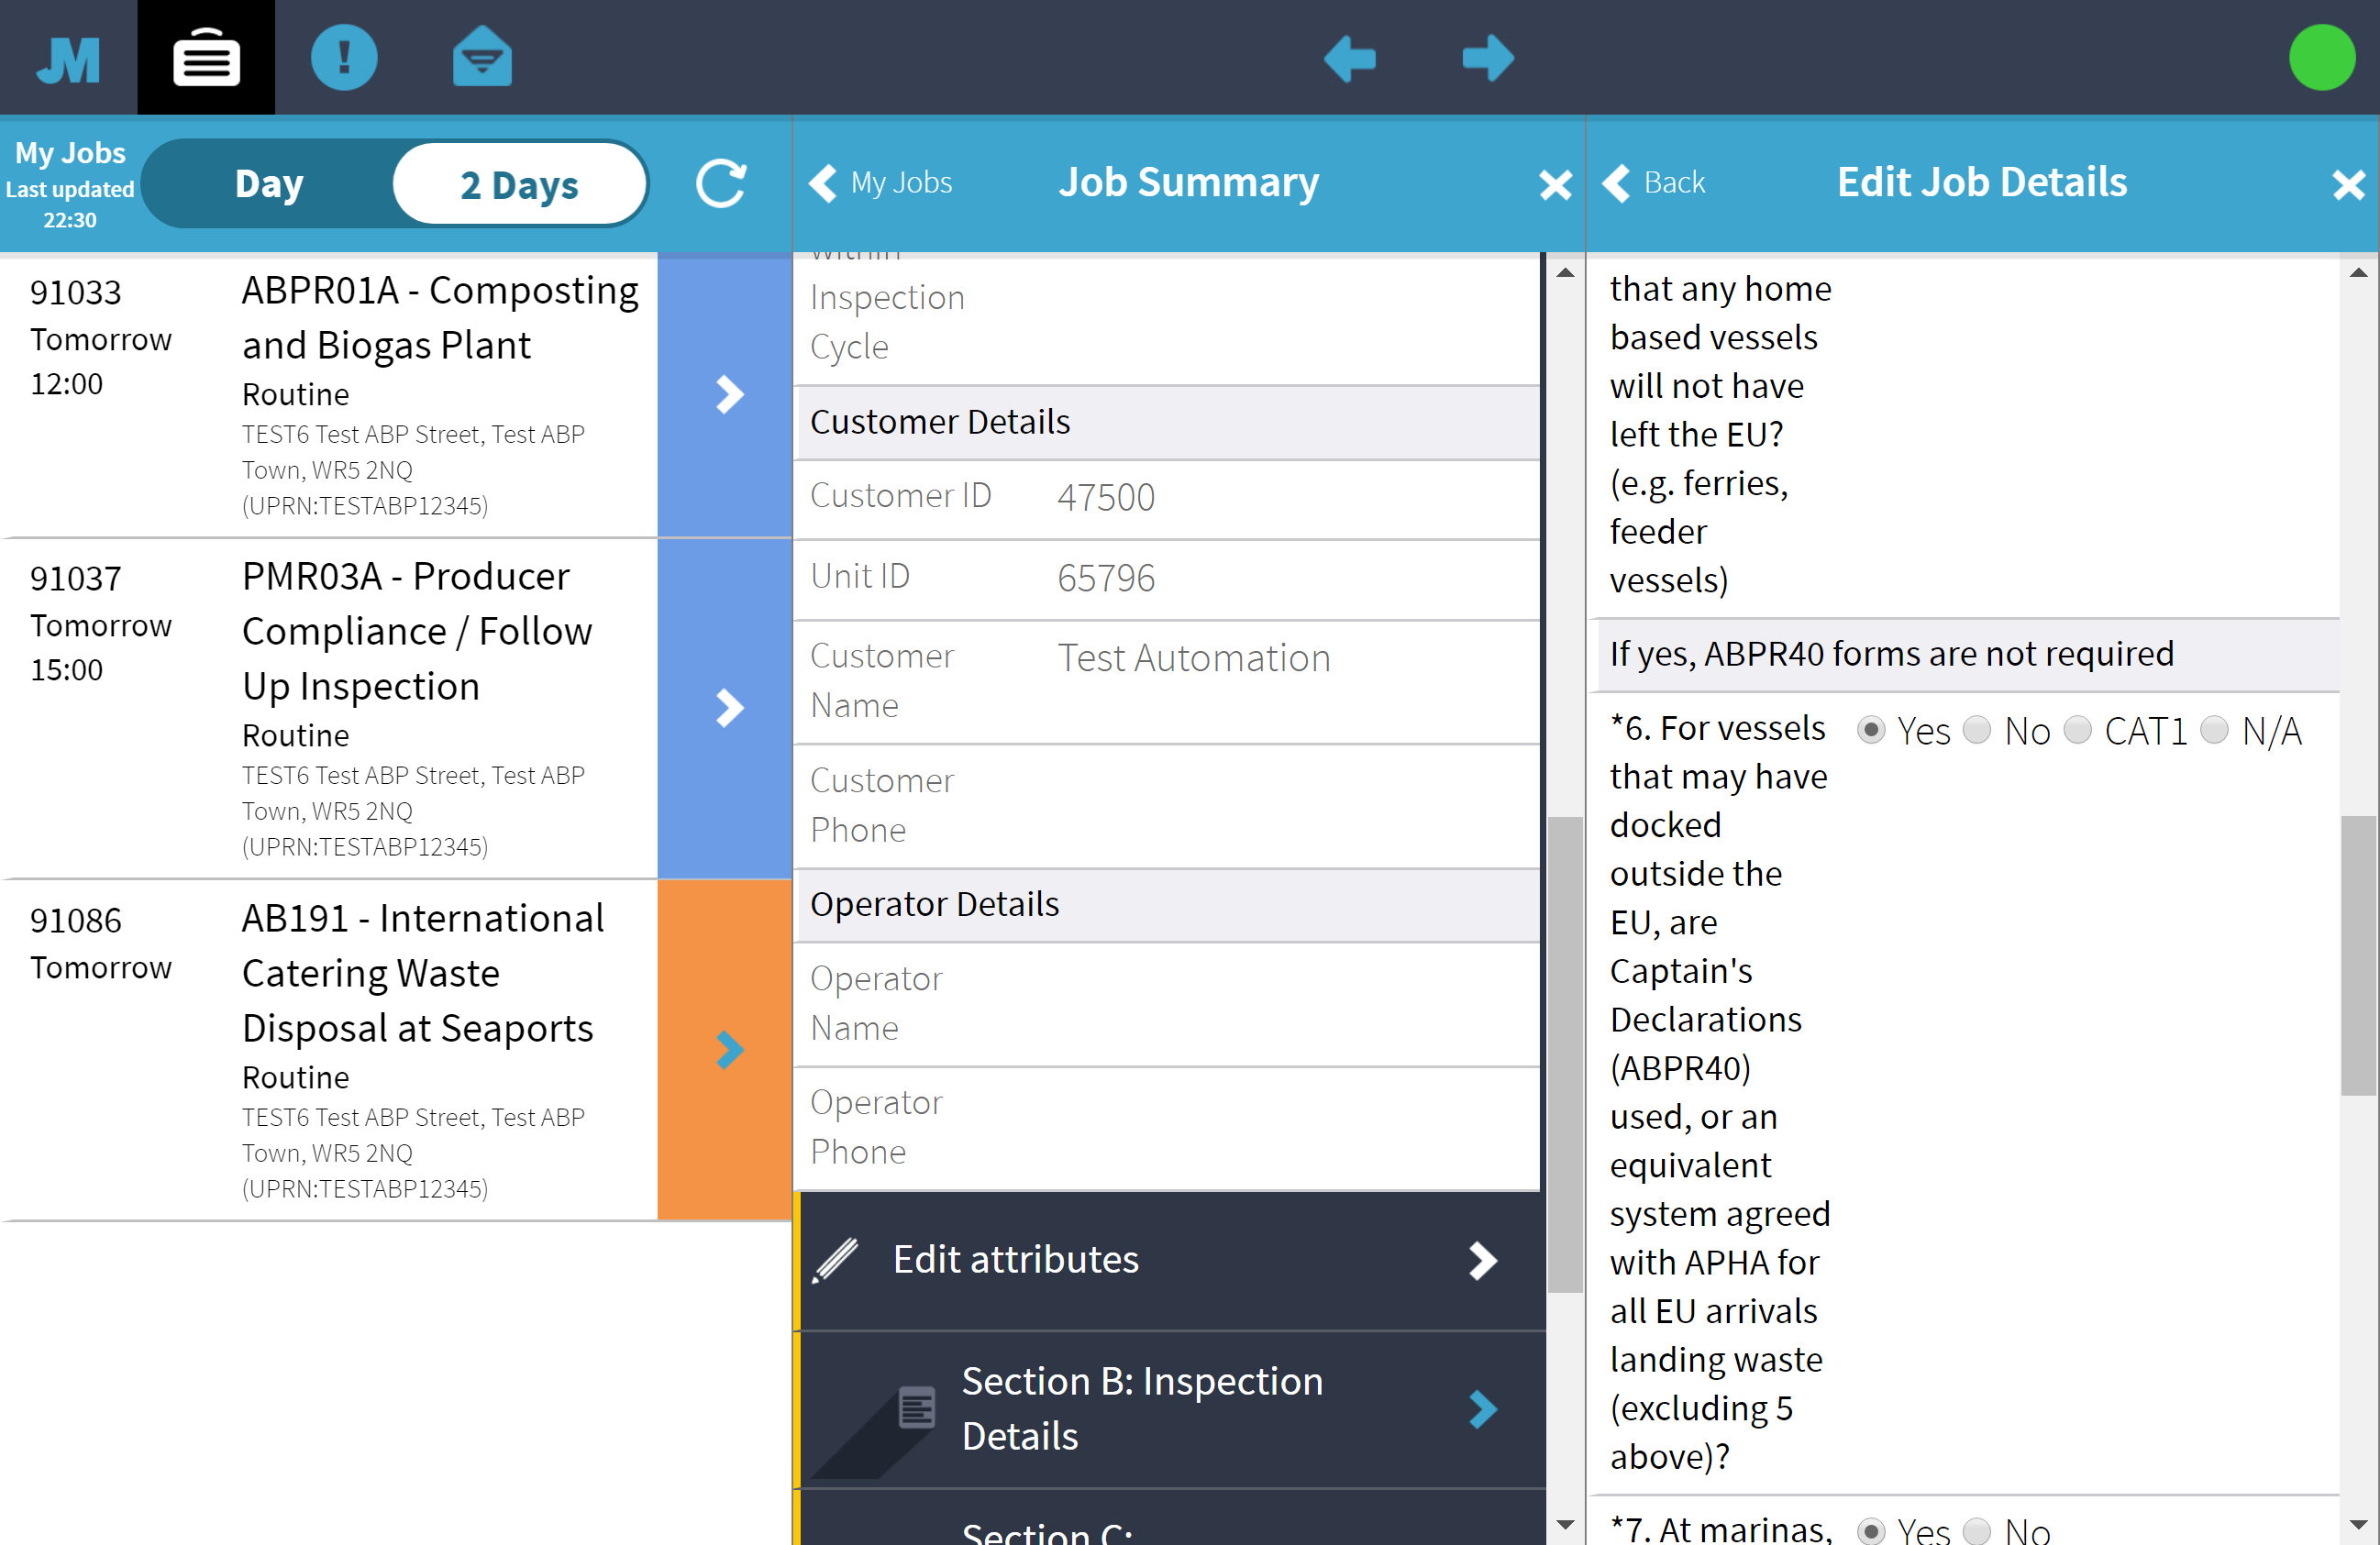 JM
My Jobs
Last updated
22:30
Day
2 Days
My Jobs
Job Summary
Back
Edit Job Details
91033
Tomorrow
12:00
ABPR01A - Composting
and Biogas Plant
Routine
TEST6 Test ABP Street, Test ABP
Town, WR5 2NQ
(UPRN:TESTABP12345)
91037
Tomorrow
15:00
PMR03A - Producer
Compliance / Follow
Up Inspection
Routine
TEST6 Test ABP Street, Test ABP
Town, WR5 2NQ
(UPRN:TESTABP12345)
91086
Tomorrow
AB191 - International
Catering Waste
Disposal at Seaports
Routine
TEST6 Test ABP Street, Test ABP
Town, WR5 2NQ
(UPRN:TESTABP12345)
Within
Inspection
Cycle
Customer Details
Customer ID 47500
Unit ID 65796
Customer Test Automation
Name
Customer
Phone
Operator Details
Operator
Name
Operator
Phone
Edit attributes
Section B: Inspection
Details
Section C:
that any home
based vessels
will not have
left the EU?
(e.g. ferries,
feeder
vessels)
If yes, ABPR40 forms are not required
*6. For vessels Yes No CAT1 N/A
that may have
docked
outside the
EU, are
Captain's
Declarations
(ABPR40)
used, or an
equivalent
system agreed
with APHA for
all EU arrivals
landing waste
(excluding 5
above)?
*7. At marinas, Yes No